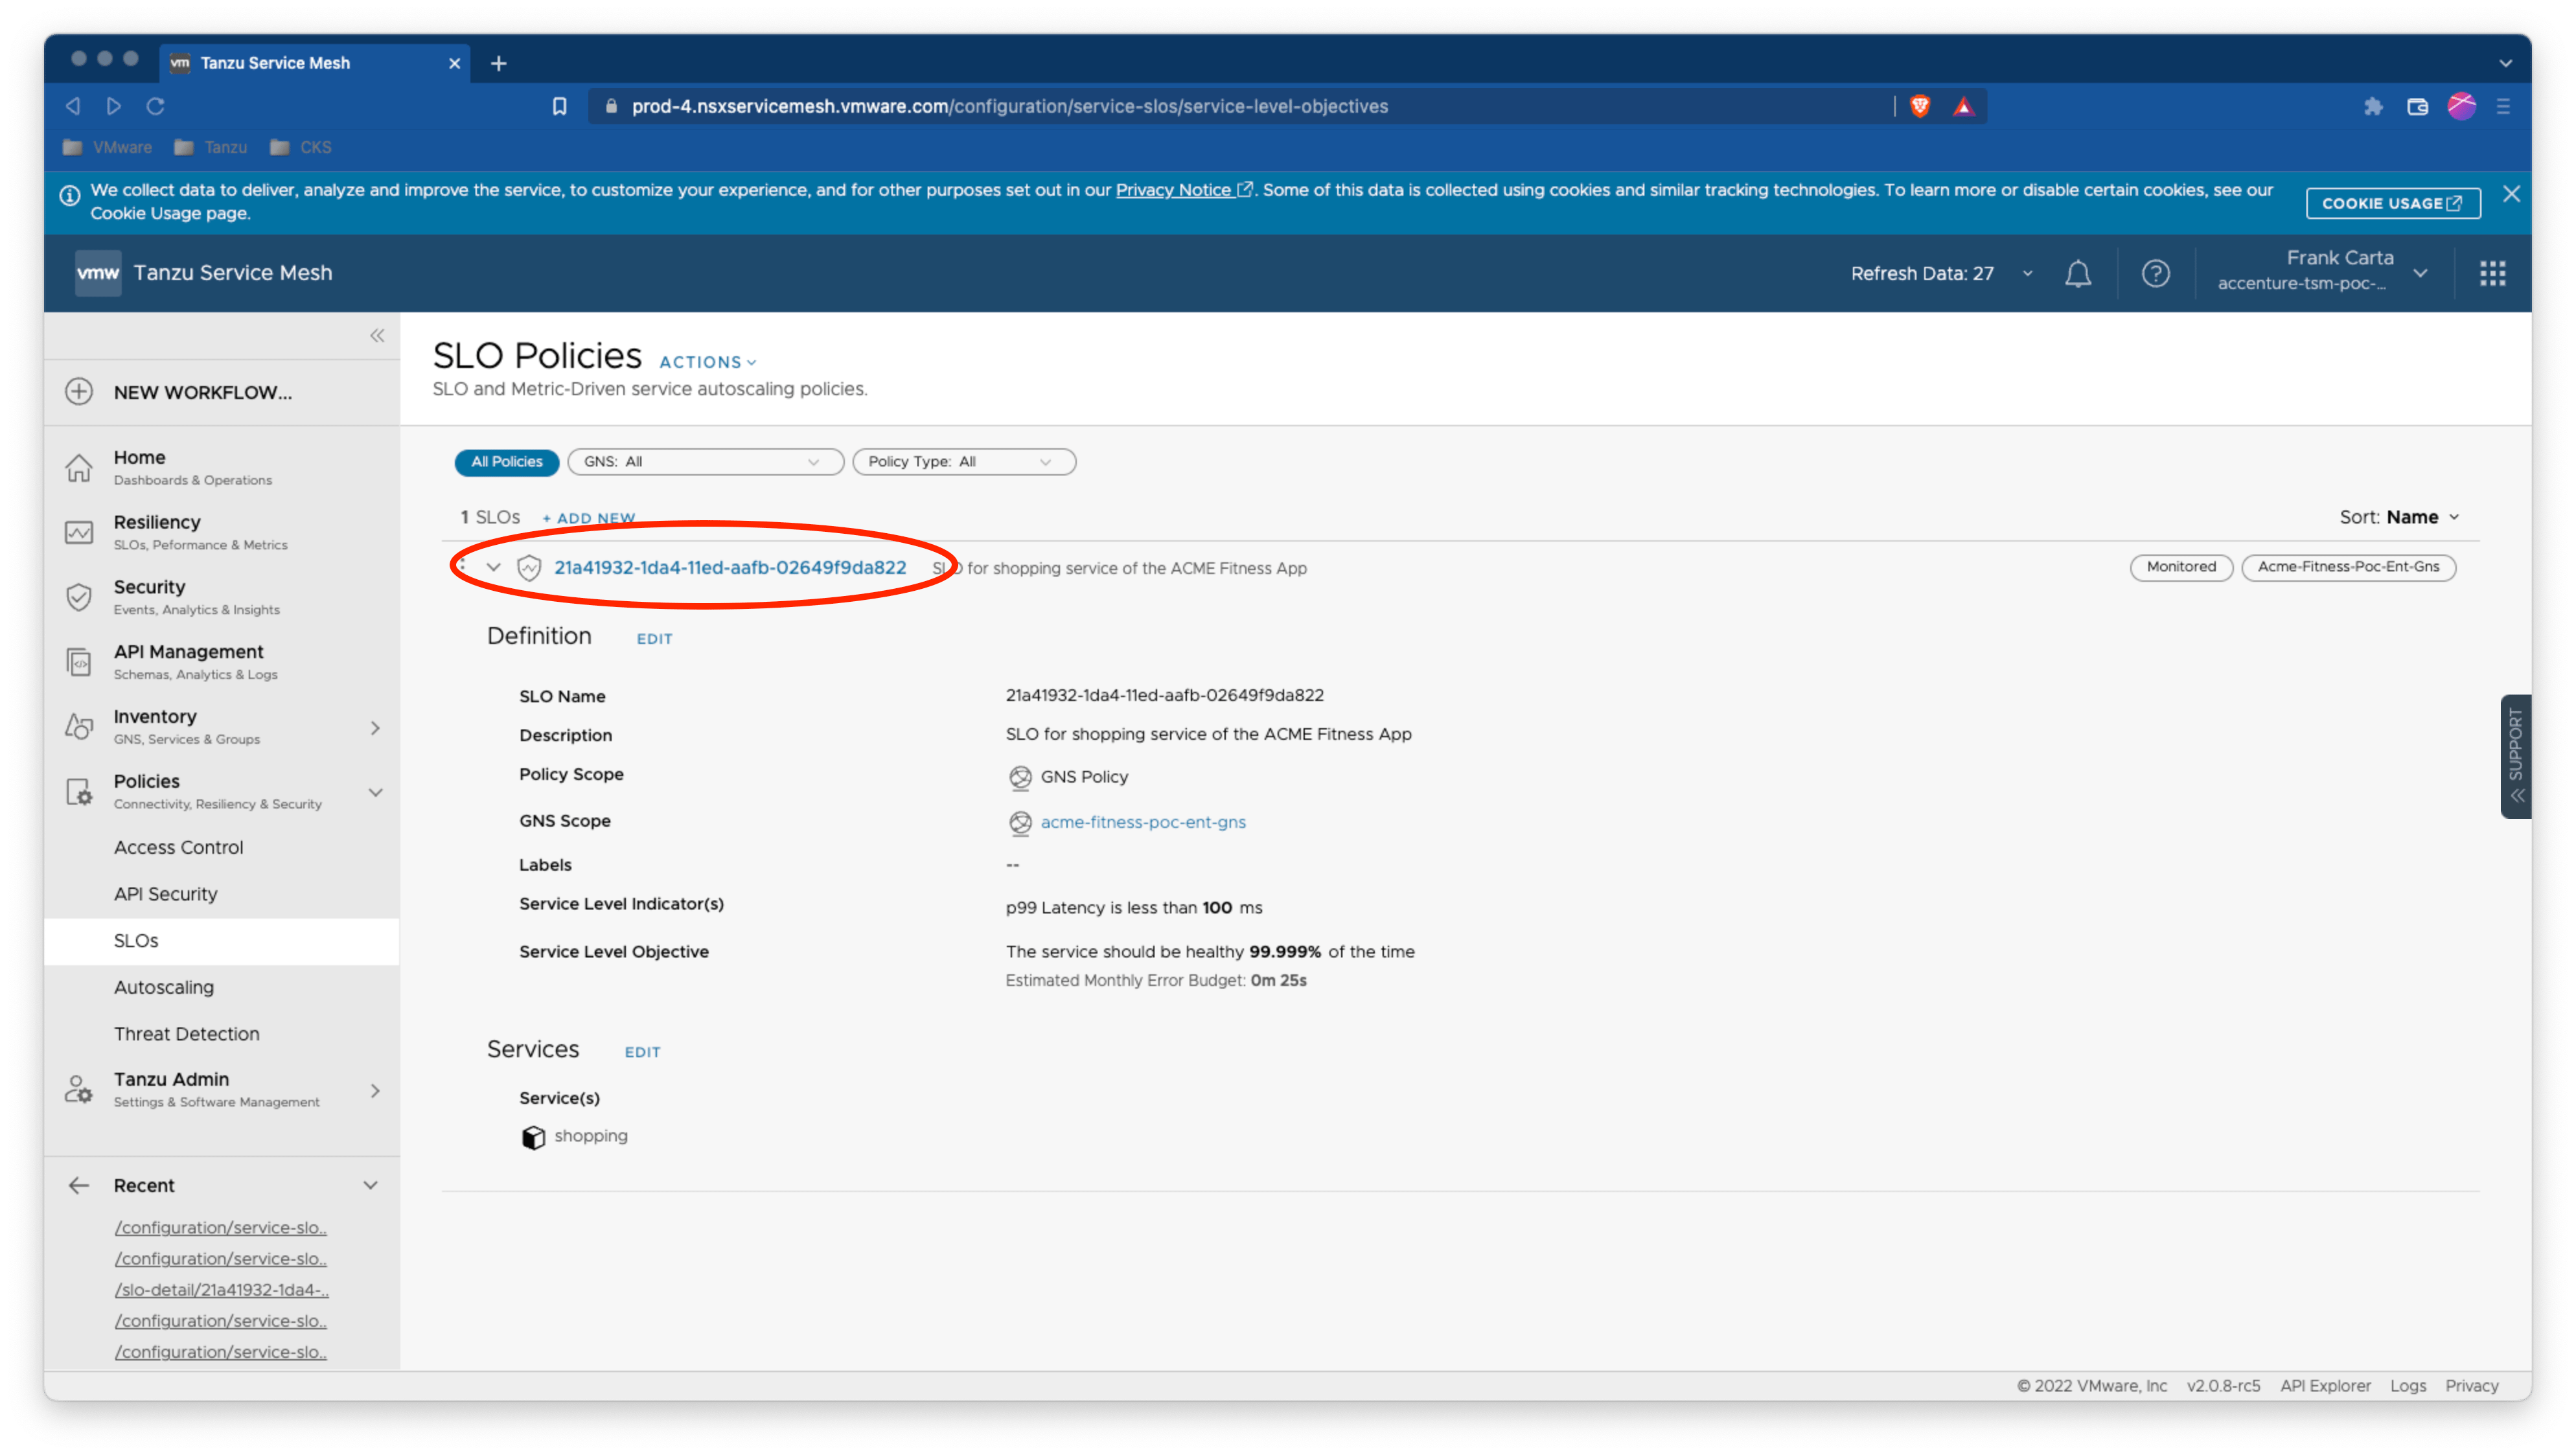 vm Tanzu Service Mesh
prod-4.nsxservicemesh.vmware.com/configuration/service-slos/service-level-objectives
VMware Tanzu CKS
We collect data to deliver, analyze and improve the service, to customize your experience, and for other purposes set out in our Privacy Notice. Some of this data is collected using cookies and similar tracking technologies. To learn more or disable certain cookies, see our
Cookie Usage page.
COOKIE USAGE
vmw Tanzu Service Mesh
Refresh Data: 27
Frank Carta
accenture-tsm-poc-...
NEW WORKFLOW...
Home
Dashboards & Operations
Resiliency
SLOs, Peformance & Metrics
Security
Events, Analytics & Insights
API Management
Schemas, Analytics & Logs
Inventory
GNS, Services & Groups
Policies
Connectivity, Resiliency & Security
Access Control
API Security
SLOs
Autoscaling
Threat Detection
Tanzu Admin
Settings & Software Management
Recent
/configuration/service-slo..
/configuration/service-slo..
/slo-detail/21a41932-1da4-..
/configuration/service-slo..
/configuration/service-slo..
SLO Policies ACTIONS
SLO and Metric-Driven service autoscaling policies.
All Policies GNS: All Policy Type: All
1 SLOs + ADD NEW
Sort: Name
21a41932-1da4-11ed-aafb-02649f9da822 SLO for shopping service of the ACME Fitness App
Monitored Acme-Fitness-Poc-Ent-Gns
Definition EDIT
SLO Name 21a41932-1da4-11ed-aafb-02649f9da822
Description SLO for shopping service of the ACME Fitness App
Policy Scope GNS Policy
GNS Scope acme-fitness-poc-ent-gns
Labels --
Service Level Indicator(s) p99 Latency is less than 100 ms
Service Level Objective The service should be healthy 99.999% of the time
Estimated Monthly Error Budget: 0m 25s
Services EDIT
Service(s)
shopping
SUPPORT
© 2022 VMware, Inc v2.0.8-rc5 API Explorer Logs Privacy